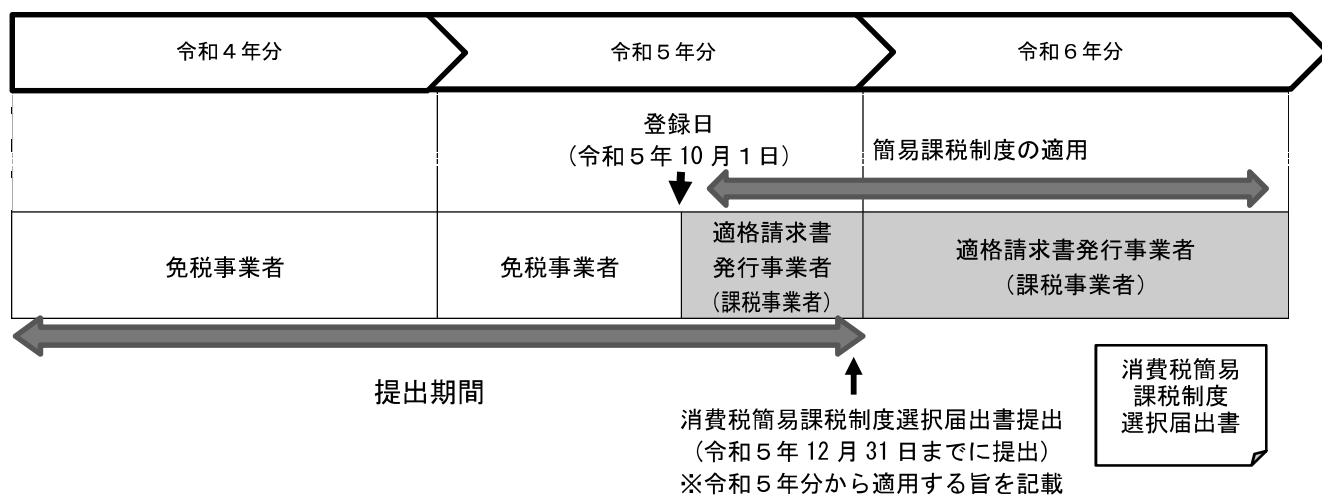 令和４年分
令和５年分
令和６年分
登録日
（令和５年 10 月１日）
簡易課税制度の適用
免税事業者
免税事業者
適格請求書
発行事業者
（課税事業者）
適格請求書発行事業者
（課税事業者）
提出期間
消費税簡易課税制度選択届出書提出
（令和５年 12 月 31 日までに提出）
※令和５年分から適用する旨を記載
消費税簡易
課税制度
選択届出書